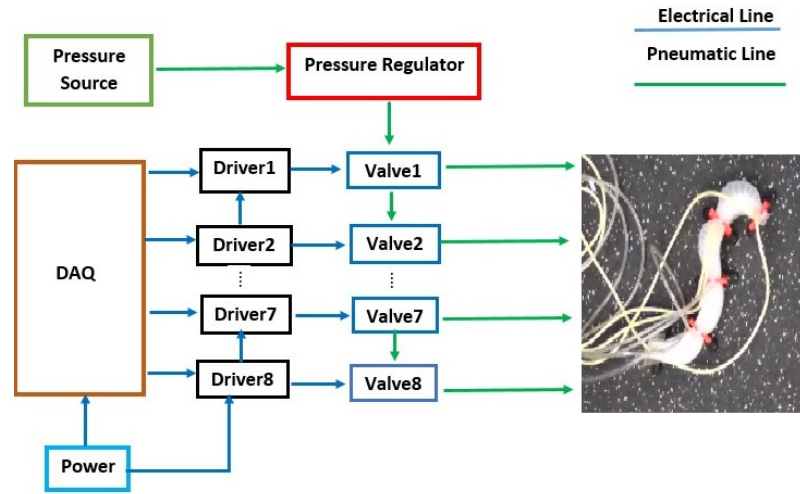 Electrical Line
Pneumatic Line
Pressure
Source
Pressure Regulator
DAQ
Driver1
Valve1
Driver2
Valve2
Driver7
Valve7
Driver8
Valve8
Power